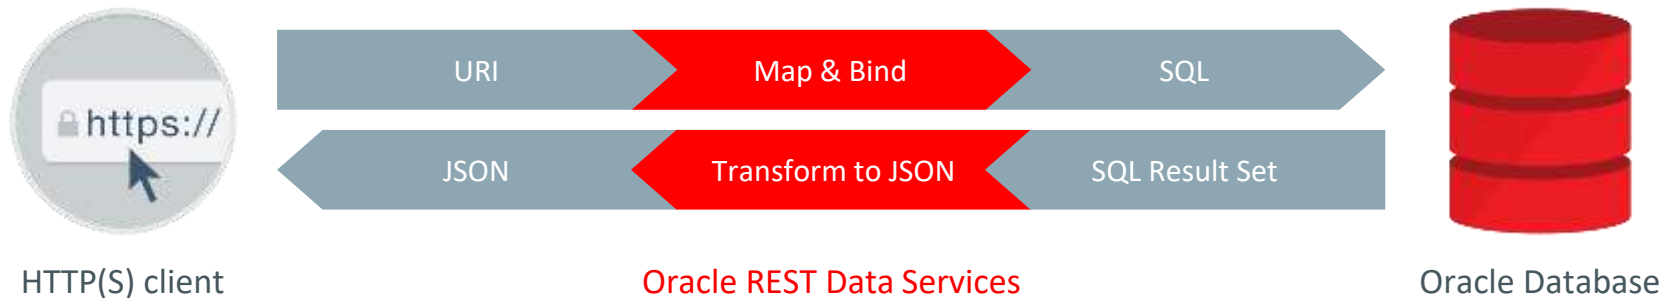 URI
Map & Bind
SQL
https://
JSON
Transform to JSON
SQL Result Set
HTTP(S) client
Oracle REST Data Services
Oracle Database